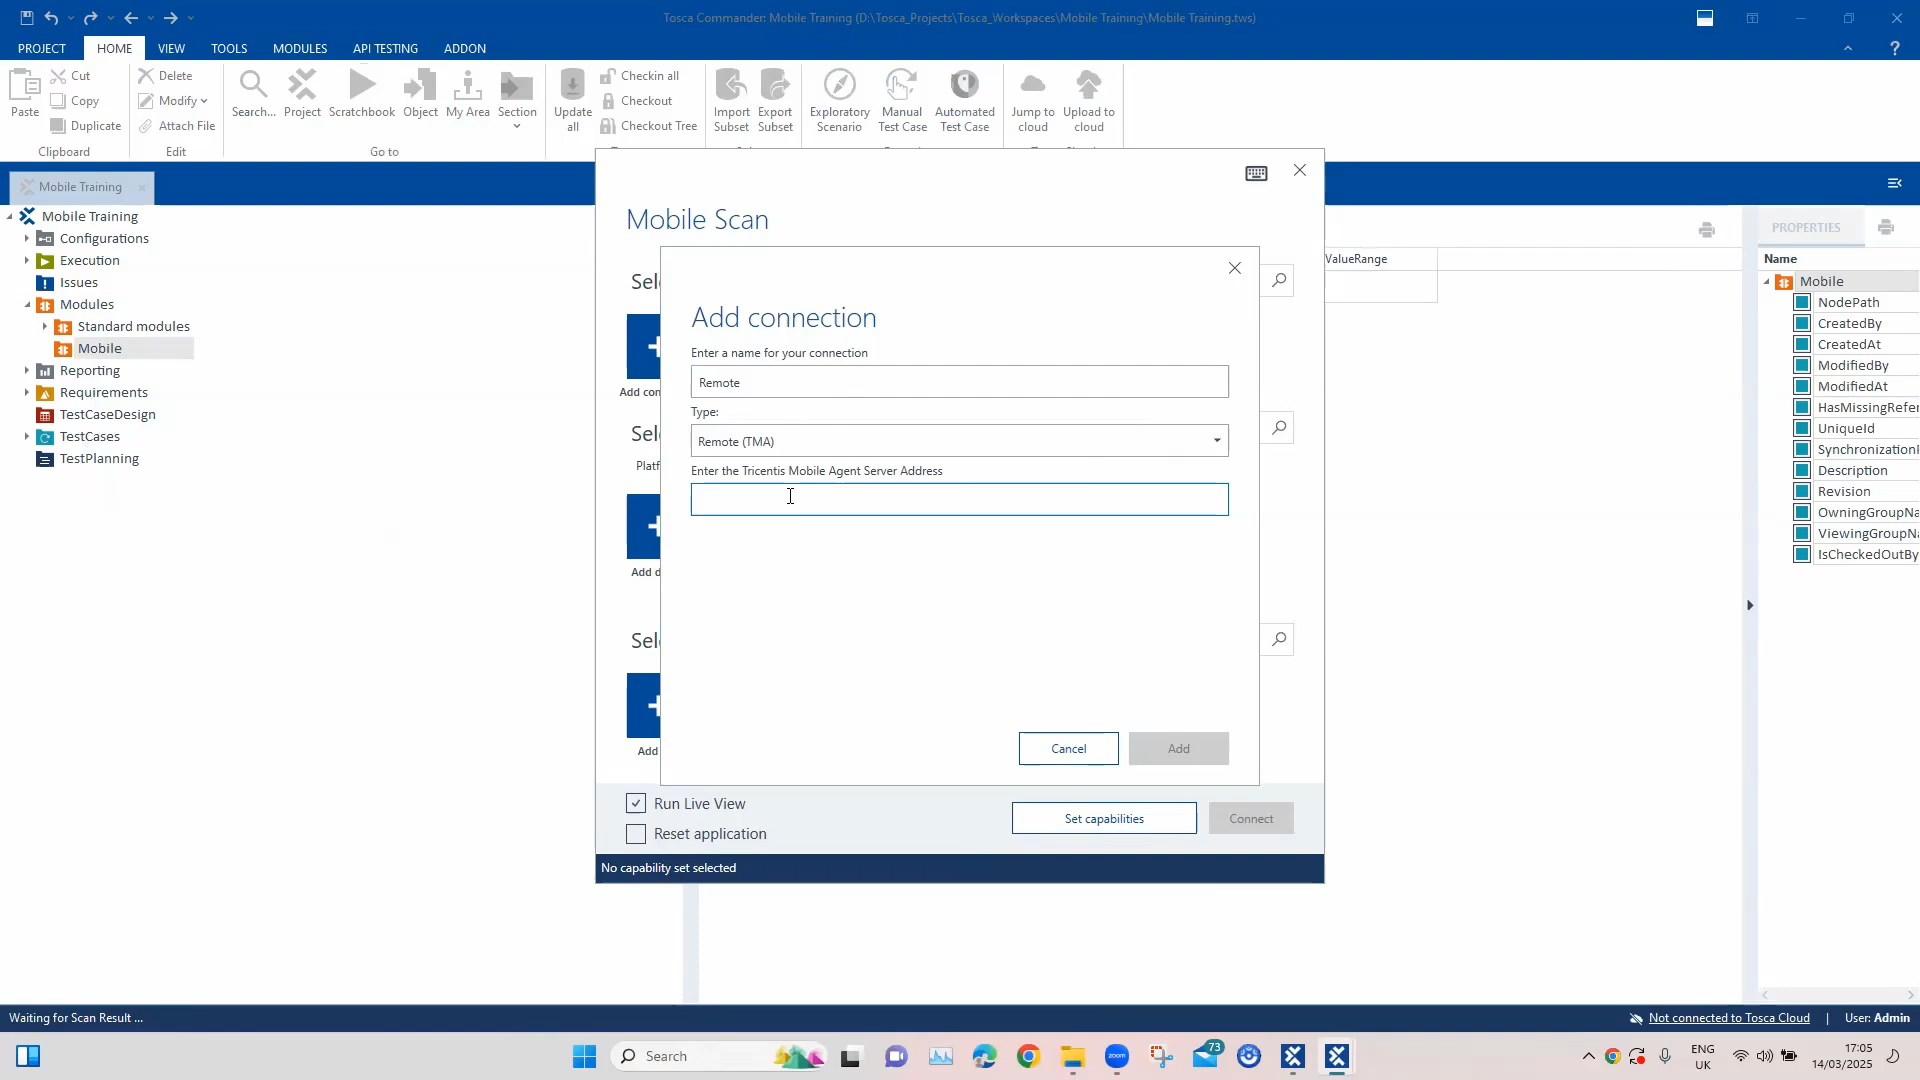 Tosca Commander: Mobile Training (D:\Tosca_Projects\Tosca_Workspaces\Mobile Training\Mobile Training.tws)
PROJECT HOME VIEW TOOLS MODULES API TESTING ADDON
Paste
Cut
Copy
Duplicate
Clipboard
Delete
Modify
Attach File
Edit
Search...
Project
Scratchbook
Object
My Area
Section
Go to
Update all
Checkin all
Checkout
Checkout Tree
Import Subset
Export Subset
Exploratory Scenario
Manual Test Case
Automated Test Case
Jump to cloud
Upload to cloud
Mobile Training
Mobile Training
Configurations
Execution
Issues
Modules
Standard modules
Mobile
Reporting
Requirements
TestCaseDesign
TestCases
TestPlanning
Mobile Scan
Sel
Add con
Sel
Platf
Add d
Sel
Add
Add connection
Enter a name for your connection
Remote
Type:
Remote (TMA)
Enter the Tricentis Mobile Agent Server Address
Cancel
Add
Run Live View
Reset application
Set capabilities
Connect
No capability set selected
ValueRange
PROPERTIES
Name
Mobile
NodePath
CreatedBy
CreatedAt
ModifiedBy
ModifiedAt
HasMissingRefer
UniqueId
Synchronization
Description
Revision
OwningGroupNa
ViewingGroupNa
IsCheckedOutBy
Waiting for Scan Result ...
Not connected to Tosca Cloud | User: Admin
Search
zoom
73
ENG
UK
17:05
14/03/2025